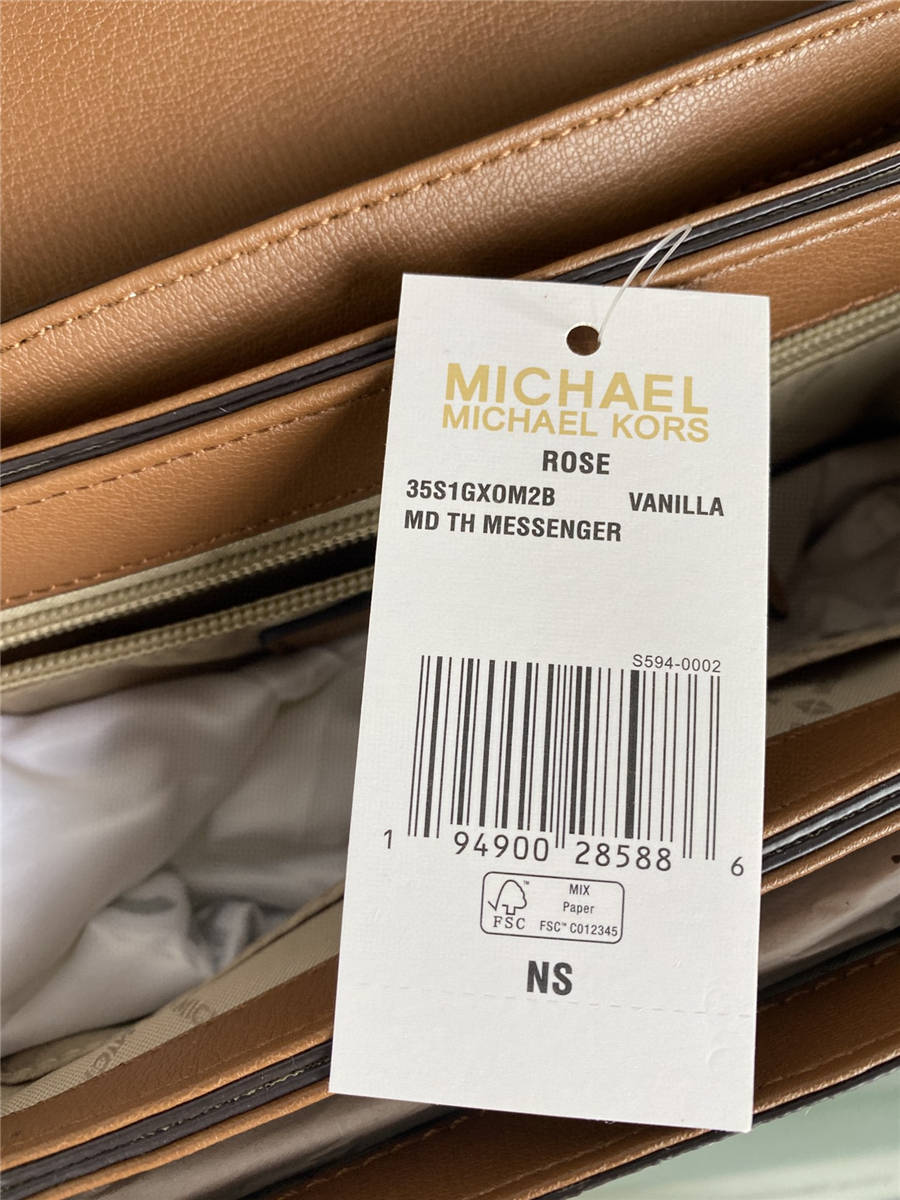 MICHAEL
MICHAEL KORS
ROSE
35S1GXOM2B VANILLA
MD TH MESSENGER
S594-0002
1 94900 28588 6
MIX
Paper
FSC™ C012345
FSC
NS
MICH